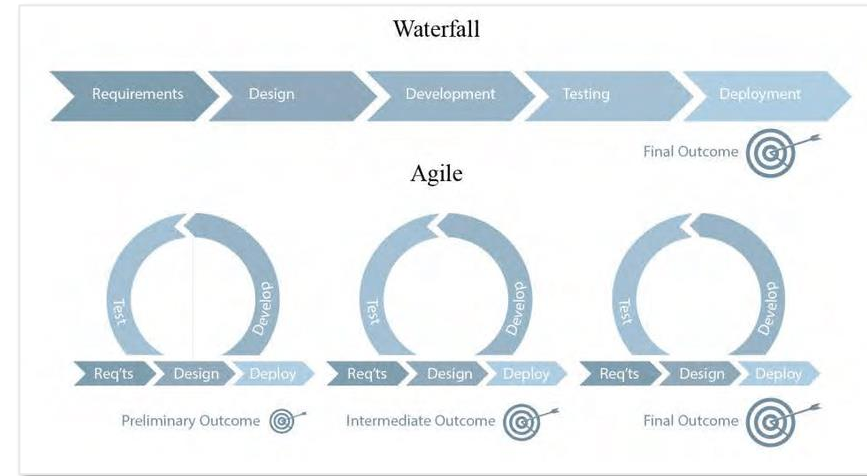 Waterfall
Requirements Design Development Testing Deployment
Final Outcome
Agile
Test Develop Test Develop Test Develop
Req'ts Design Deploy Req'ts Design Deploy Req'ts Design Deploy
Preliminary Outcome Intermediate Outcome Final Outcome